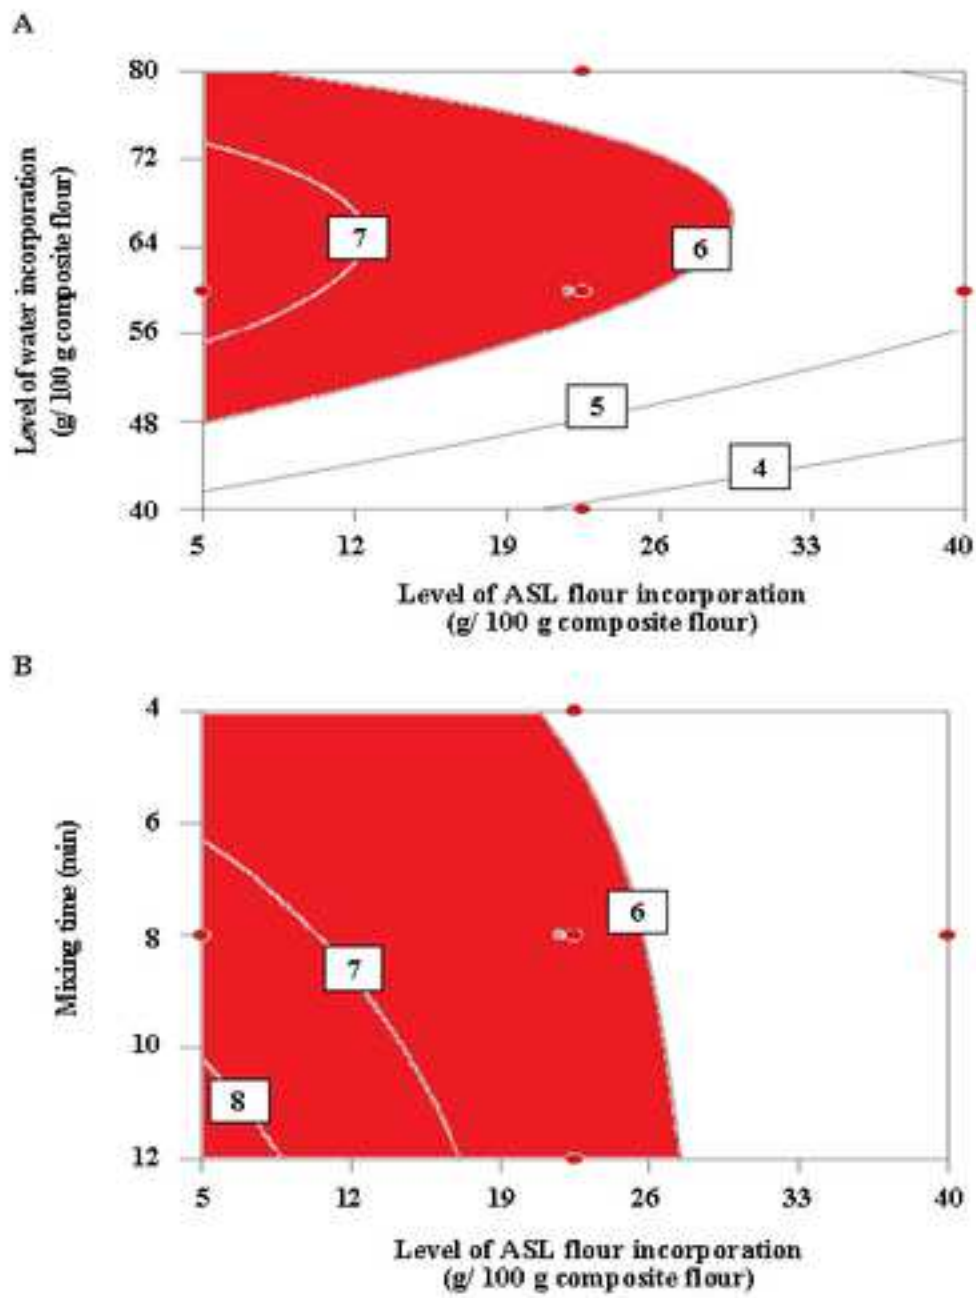 A
80
72
64
56
48
40
Level of water incorporation
(g/ 100 g composite flour)
7
6
5
4
5 12 19 26 33 40
Level of ASL flour incorporation
(g/ 100 g composite flour)
B
4
6
8
10
12
Mixing time (min)
6
7
8
5 12 19 26 33 40
Level of ASL flour incorporation
(g/ 100 g composite flour)